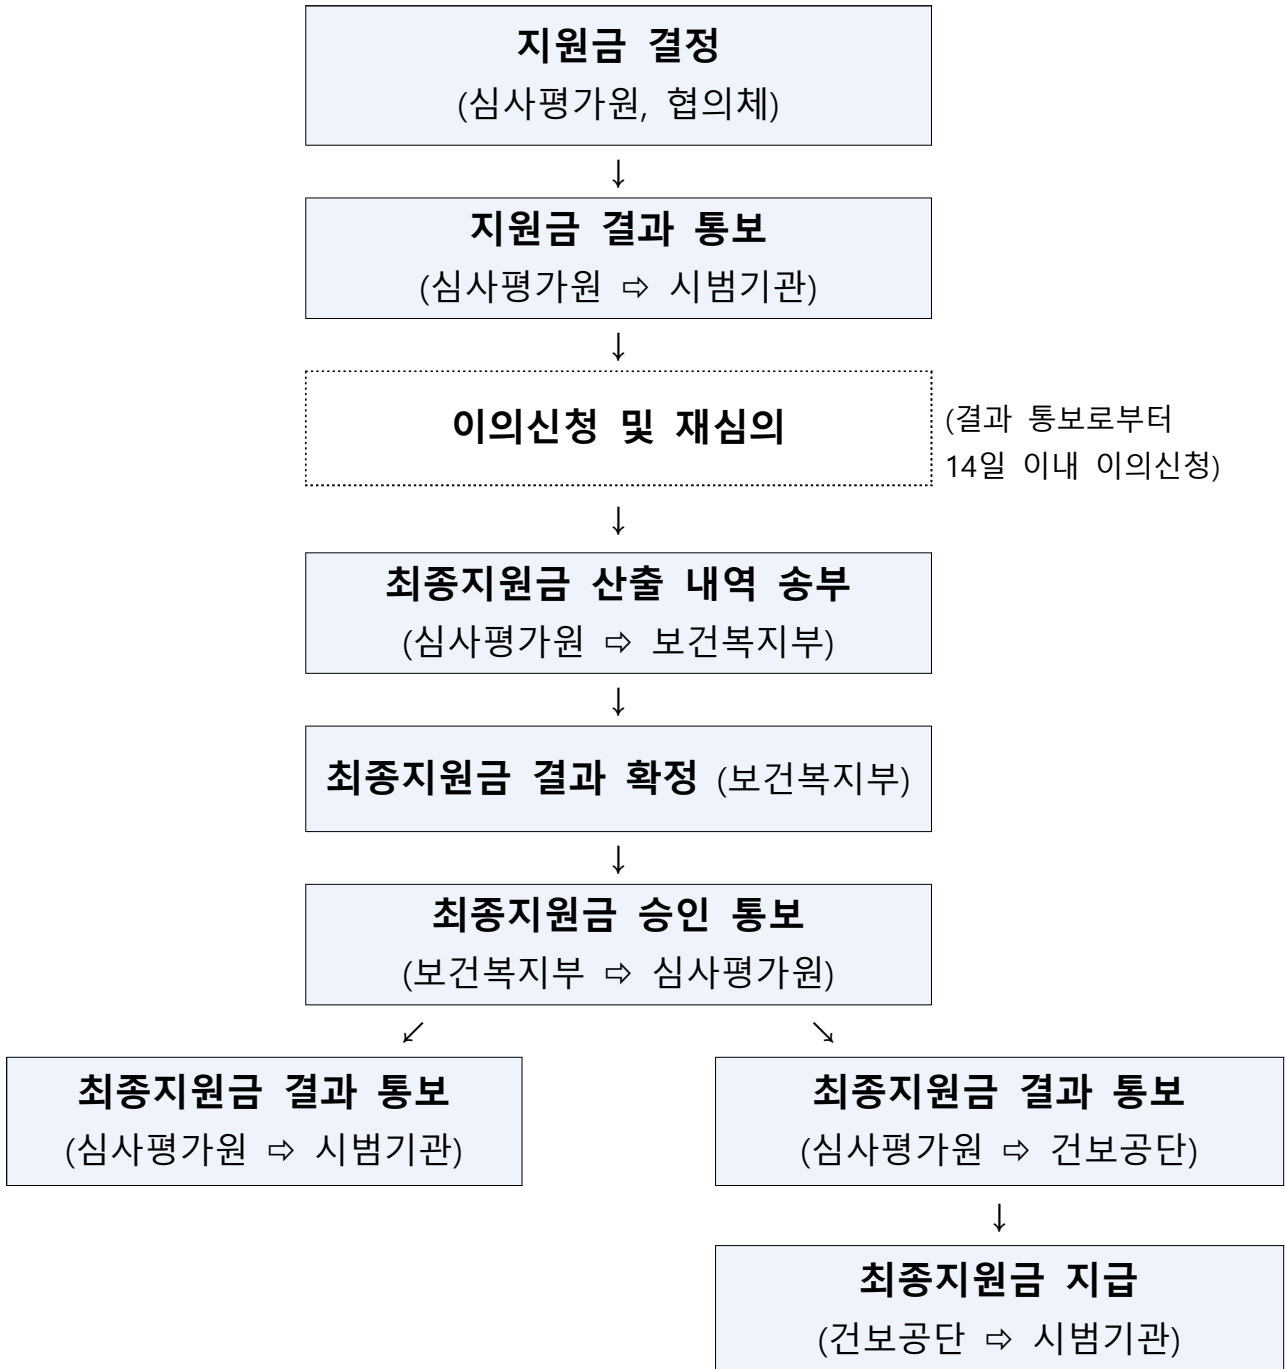 지원금 결정
(심사평가원, 협의체)
↓
지원금 결과 통보
(심사평가원 ⇨ 시범기관)
↓
이의신청 및 재심의
(결과 통보로부터
14일 이내 이의신청)
↓
최종지원금 산출 내역 송부
(심사평가원 ⇨ 보건복지부)
↓
최종지원금 결과 확정 (보건복지부)
↓
최종지원금 승인 통보
(보건복지부 ⇨ 심사평가원)
↙ ↘
최종지원금 결과 통보
(심사평가원 ⇨ 시범기관)
최종지원금 결과 통보
(심사평가원 ⇨ 건보공단)
↓
최종지원금 지급
(건보공단 ⇨ 시범기관)